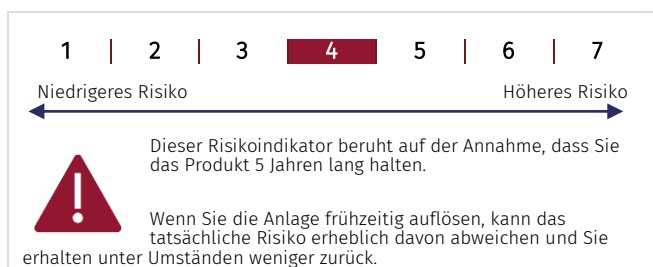 1 | 2 | 3 | 4 | 5 | 6 | 7
Niedrigeres Risiko Höheres Risiko
Dieser Risikoindikator beruht auf der Annahme, dass Sie
das Produkt 5 Jahren lang halten.
Wenn Sie die Anlage frühzeitig auflösen, kann das
tatsächliche Risiko erheblich davon abweichen und Sie
erhalten unter Umständen weniger zurück.